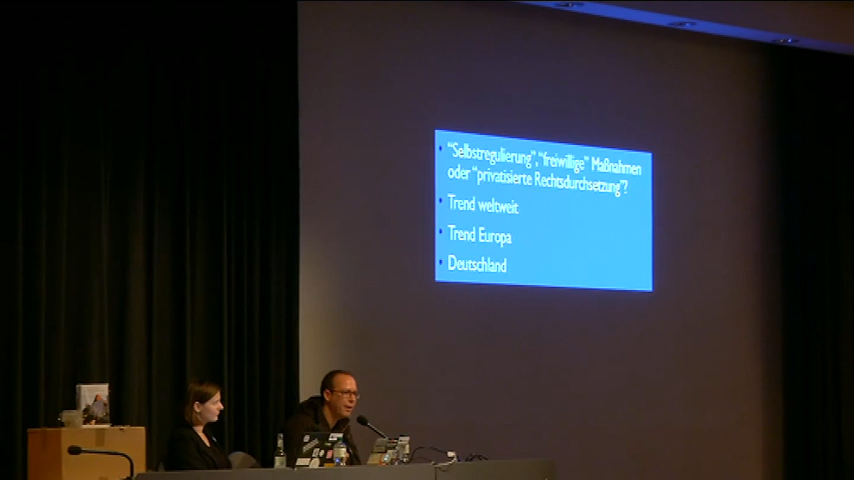 • “Selbstregulierung”, “freiwillige” Maßnahmen
oder “privatisierte Rechtsdurchsetzung”?
• Trend weltweit
• Trend Europa
• Deutschland